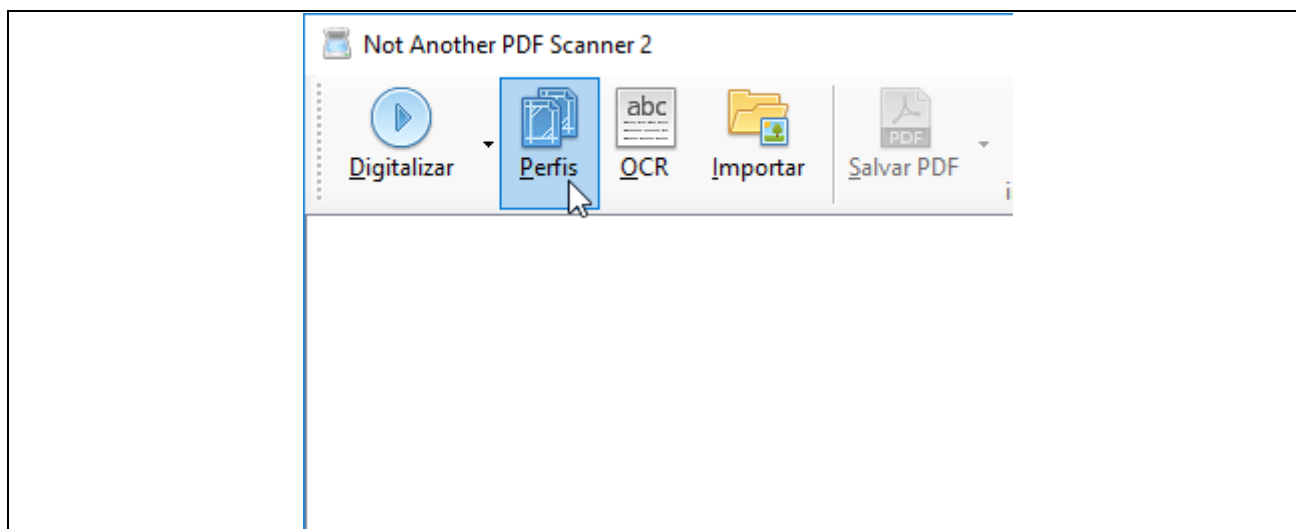 Not Another PDF Scanner 2
abc
PDF
Digitalizar Perfis OCR Importar Salvar PDF